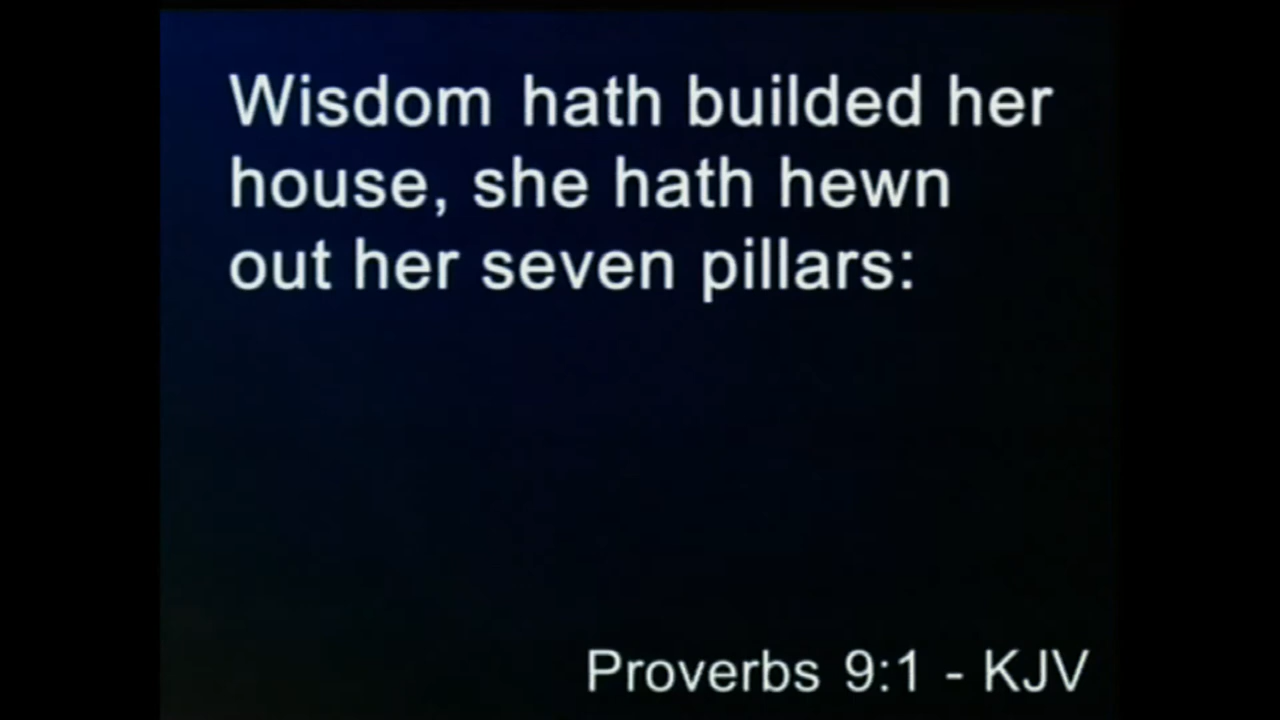 Wisdom hath builded her
house, she hath hewn
out her seven pillars:
Proverbs 9:1 - KJV